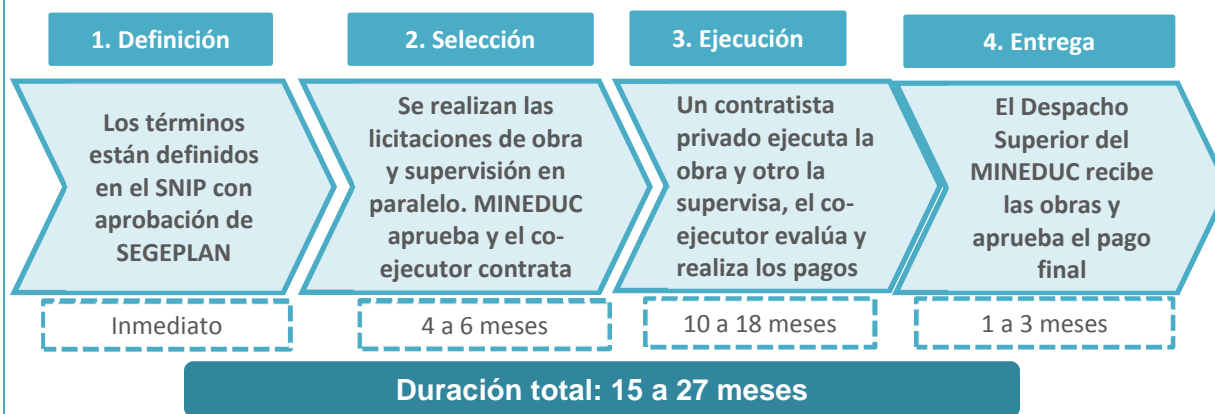 1. Definición
Los términos
están definidos
en el SNIP con
aprobación de
SEGEPLAN
Inmediato
2. Selección
Se realizan las
licitaciones de obra
y supervisión en
paralelo. MINEDUC
aprueba y el co-
ejecutor contrata
4 a 6 meses
3. Ejecución
Un contratista
privado ejecuta la
obra y otro la
supervisa, el co-
ejecutor evalúa y
realiza los pagos
10 a 18 meses
4. Entrega
El Despacho
Superior del
MINEDUC recibe
las obras y
aprueba el pago
final
1 a 3 meses
Duración total: 15 a 27 meses